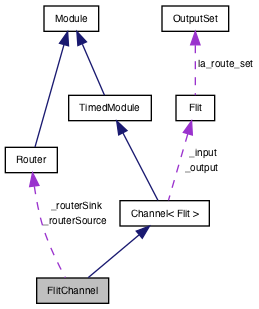 Module
OutputSet
la_route_set
TimedModule
Flit
Router
_input
_output
_routerSink
_routerSource
Channel< Flit >
FlitChannel